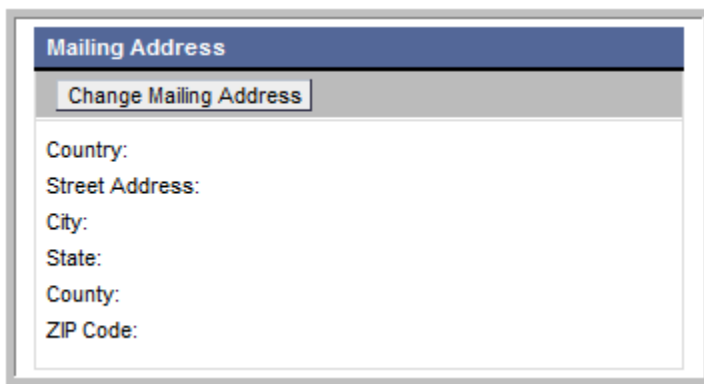 Mailing Address
Change Mailing Address
Country:
Street Address:
City:
State:
County:
ZIP Code: